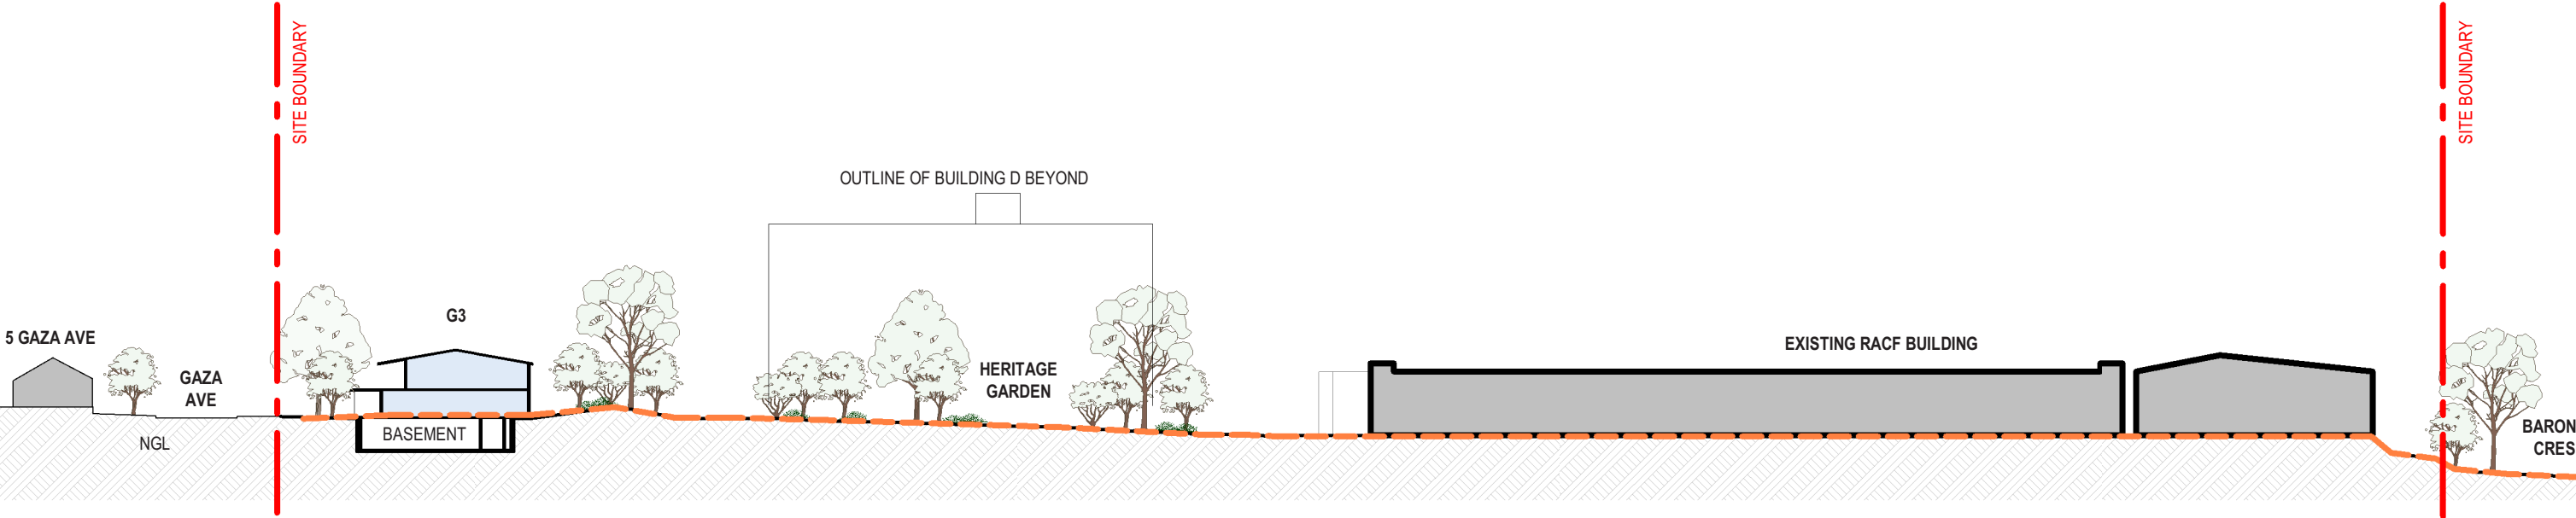 SITE BOUNDARY
SITE BOUNDARY
OUTLINE OF BUILDING D BEYOND
G3
5 GAZA AVE
EXISTING RACF BUILDING
GAZA
AVE
HERITAGE
GARDEN
BASEMENT
NGL
BARON
CRES